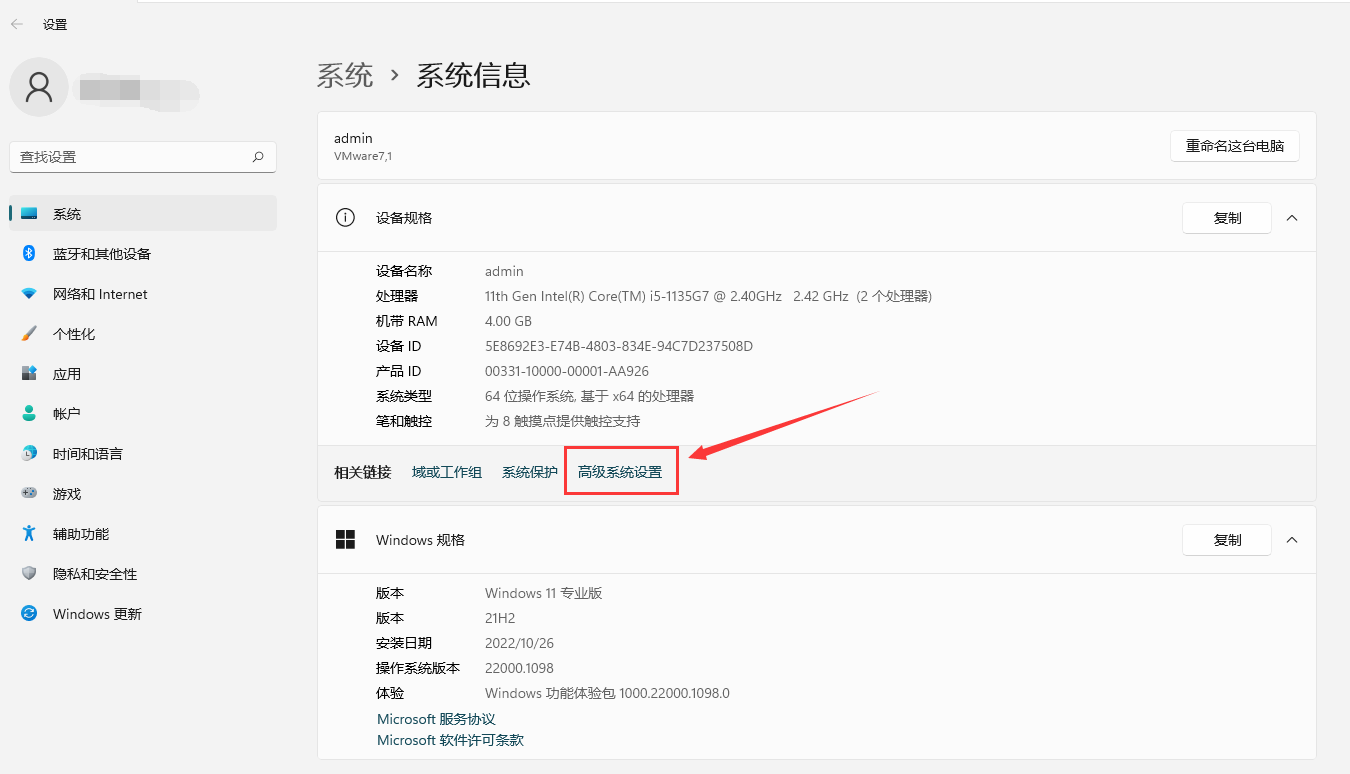 设置
查找设置
系统
蓝牙和其他设备
网络和 Internet
个性化
应用
帐户
时间和语言
游戏
辅助功能
隐私和安全性
Windows 更新
系统 › 系统信息
admin
VMware7,1
重命名这台电脑
设备规格
复制
设备名称 admin
处理器 11th Gen Intel(R) Core(TM) i5-1135G7 @ 2.40GHz 2.42 GHz (2 个处理器)
机带 RAM 4.00 GB
设备 ID 5E8692E3-E74B-4803-834E-94C7D237508D
产品 ID 00331-10000-00001-AA926
系统类型 64 位操作系统, 基于 x64 的处理器
笔和触控 为 8 触摸点提供触控支持
相关链接 域或工作组 系统保护 高级系统设置
Windows 规格
复制
版本 Windows 11 专业版
版本 21H2
安装日期 2022/10/26
操作系统版本 22000.1098
体验 Windows 功能体验包 1000.22000.1098.0
Microsoft 服务协议
Microsoft 软件许可条款